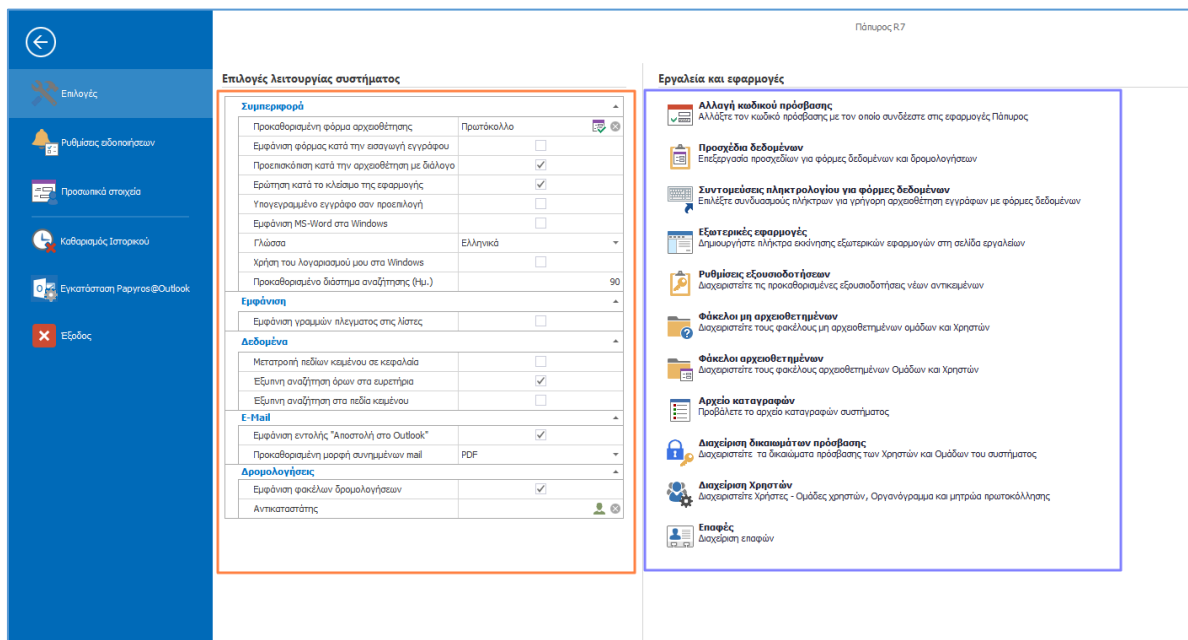 Πάπυρος R7
Επιλογές
Ρυθμίσεις ειδοποιήσεων
Προσωπικά στοιχεία
Καθαρισμός Ιστορικού
Εγκατάσταση Papyros@Outlook
Έξοδος
Επιλογές λειτουργίας συστήματος
Συμπεριφορά
Προκαθορισμένη φόρμα αρχειοθέτησης Πρωτόκολλο
Εμφάνιση φόρμας κατά την εισαγωγή εγγράφου
Προεπισκόπιση κατά την αρχειοθέτηση με διάλογο
Ερώτηση κατά το κλείσιμο της εφαρμογής
Υπογεγραμμένο εγγράφο σαν προεπιλογή
Εμφάνιση MS-Word στα Windows
Γλώσσα Ελληνικά
Χρήση του λογαριασμού μου στα Windows
Προκαθορισμένο διάστημα αναζήτησης (Ημ.) 90
Εμφάνιση
Εμφάνιση γραμμών πλεγματος στις λίστες
Δεδομένα
Μετατροπή πεδίων κειμένου σε κεφαλαία
Έξυπνη αναζήτηση όρων στα ευρετήρια
Έξυπνη αναζήτηση στα πεδία κειμένου
E-Mail
Εμφάνιση εντολής "Αποστολή στο Outlook"
Προκαθορισμένη μορφή συνημμένων mail PDF
Δρομολογήσεις
Εμφάνιση φακέλων δρομολογήσεων
Αντικαταστάτης
Εργαλεία και εφαρμογές
Αλλαγή κωδικού πρόσβασης
Αλλάξτε τον κωδικό πρόσβασης με τον οποίο συνδέεστε στις εφαρμογές Πάπυρος
Προσχέδια δεδομένων
Επεξεργασία προσχεδίων για φόρμες δεδομένων και δρομολογήσεων
Συντομεύσεις πληκτρολογίου για φόρμες δεδομένων
Επιλέξτε συνδυασμούς πλήκτρων για γρήγορη αρχειοθέτηση εγγράφων με φόρμες δεδομένων
Εξωτερικές εφαρμογές
Δημιουργήστε πλήκτρα εκκίνησης εξωτερικών εφαρμογών στη σελίδα εργαλείων
Ρυθμίσεις εξουσιοδοτήσεων
Διαχειριστείτε τις προκαθορισμένες εξουσιοδοτήσεις νέων αντικειμένων
Φάκελοι μη αρχειοθετημένων
Διαχειριστείτε τους φακέλους μη αρχειοθετημένων ομάδων και Χρηστών
Φάκελοι αρχειοθετημένων
Διαχειριστείτε τους φακέλους αρχειοθετημένων Ομάδων και Χρηστών
Αρχείο καταγραφών
Προβάλετε το αρχείο καταγραφών συστήματος
Διαχείριση δικαιωμάτων πρόσβασης
Διαχειριστείτε τα δικαιώματα πρόσβασης των Χρηστών και Ομάδων του συστήματος
Διαχείριση Χρηστών
Διαχειριστείτε Χρήστες - Ομάδες χρηστών, Οργανόγραμμα και μητρώα πρωτοκόλλησης
Επαφές
Διαχείριση επαφών